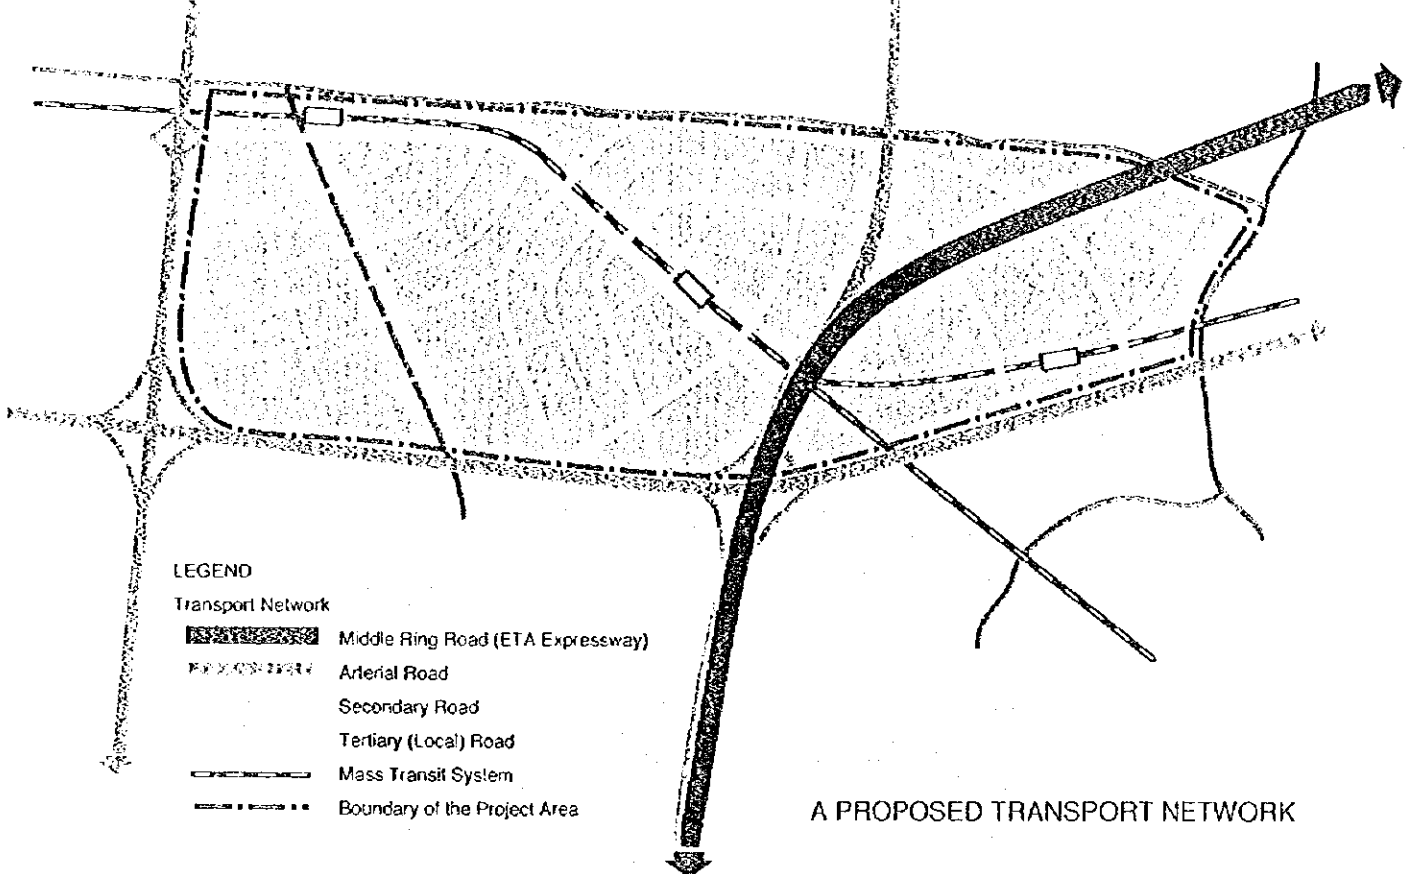 LEGEND
Transport Network
Middle Ring Road (ETA Expressway)
Arterial Road
Secondary Road
Tertiary (Local) Road
Mass Transit System
Boundary of the Project Area
A PROPOSED TRANSPORT NETWORK